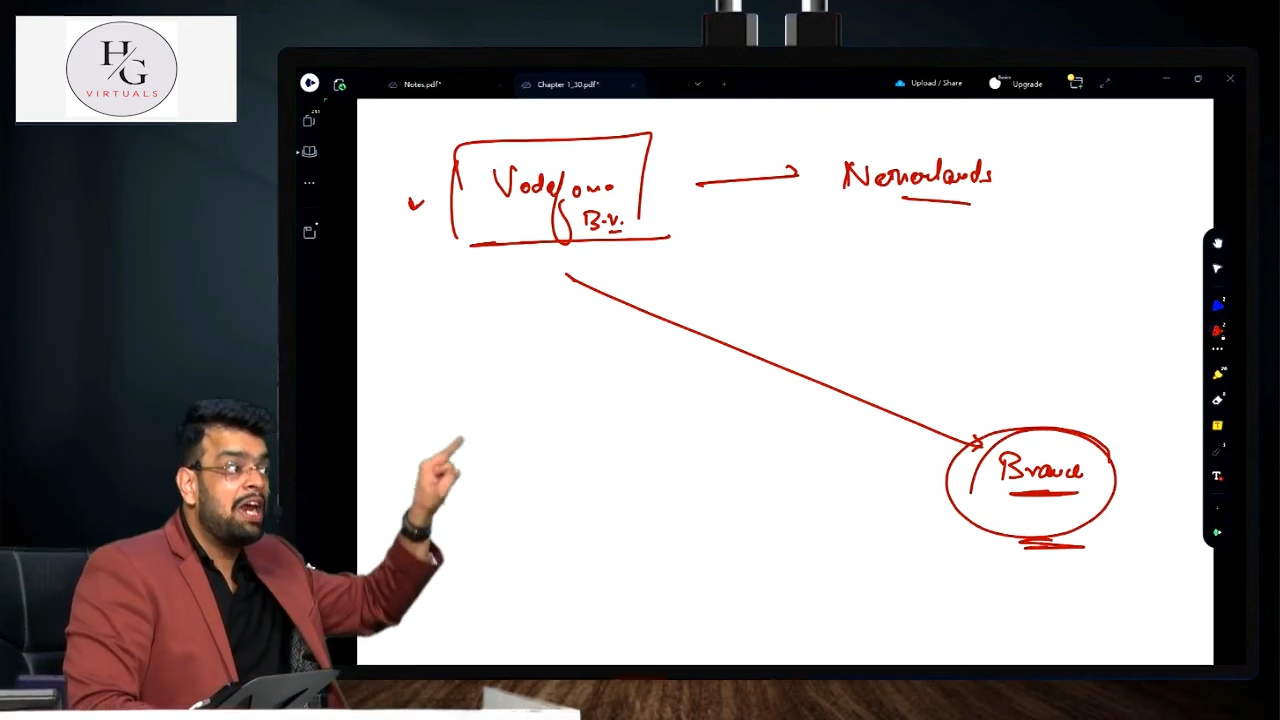 H/G
VIRTUALS
Notes.pdf*
Chapter 1_30.pdf*
Upload / Share
Upgrade
Vodafone
B.V.
Netherlands
Branch